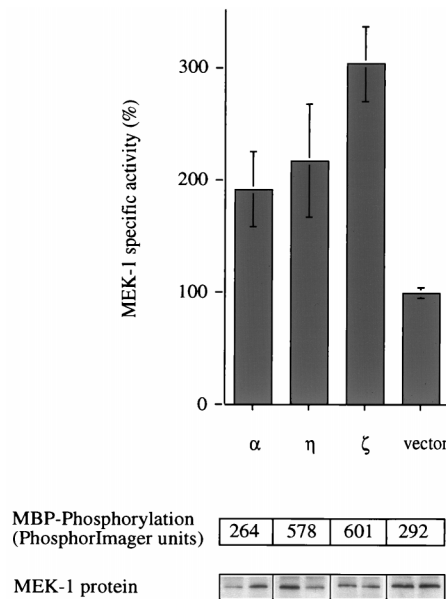 MEK-1 specific activity (%)
300
200
100
0
α η ζ vector
MBP-Phosphorylation
(PhosphorImager units)
264 578 601 292
MEK-1 protein